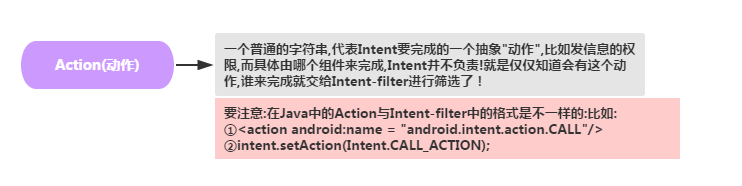 Action(动作)
一个普通的字符串,代表Intent要完成的一个抽象"动作",比如发信息的权
限,而具体由哪个组件来完成,Intent并不负责!就是仅仅知道会有这个动
作,谁来完成就交给Intent-filter进行筛选了！
要注意:在Java中的Action与Intent-filter中的格式是不一样的:比如:
①<action android:name = "android.intent.action.CALL"/>
②intent.setAction(Intent.CALL_ACTION);